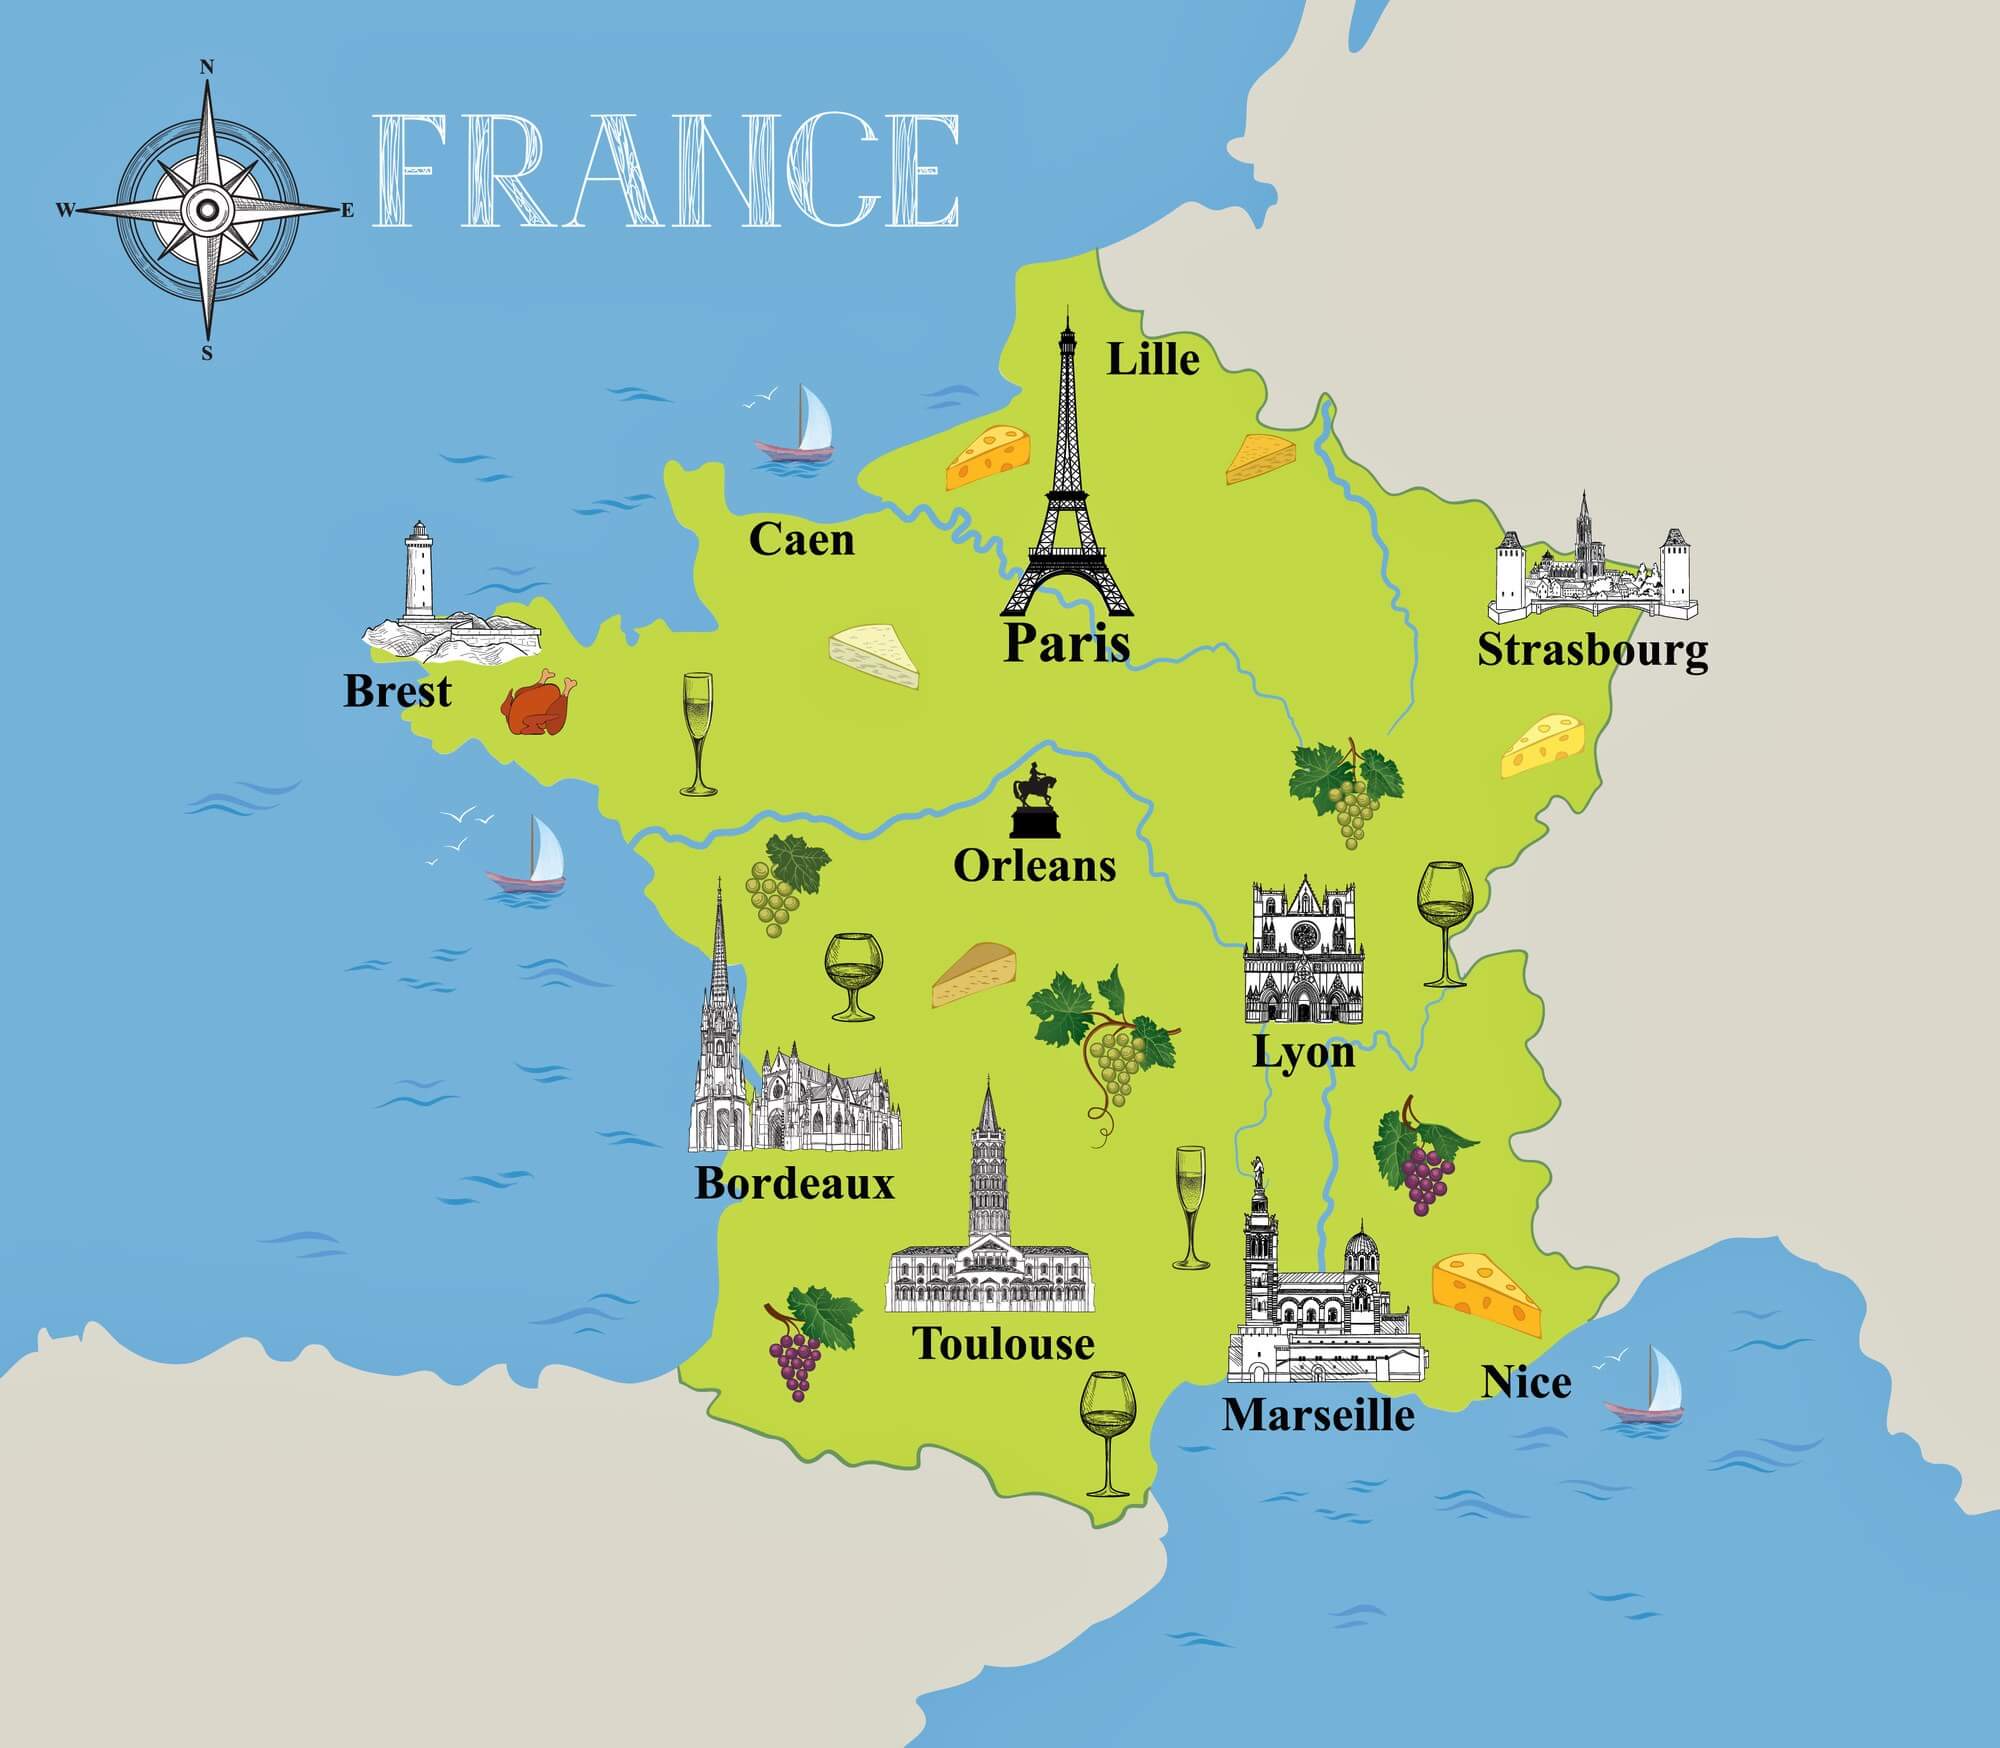 N
W
E
S
FRANCE
Lille
Caen
Paris
Strasbourg
Brest
Orleans
Lyon
Bordeaux
Toulouse
Nice
Marseille